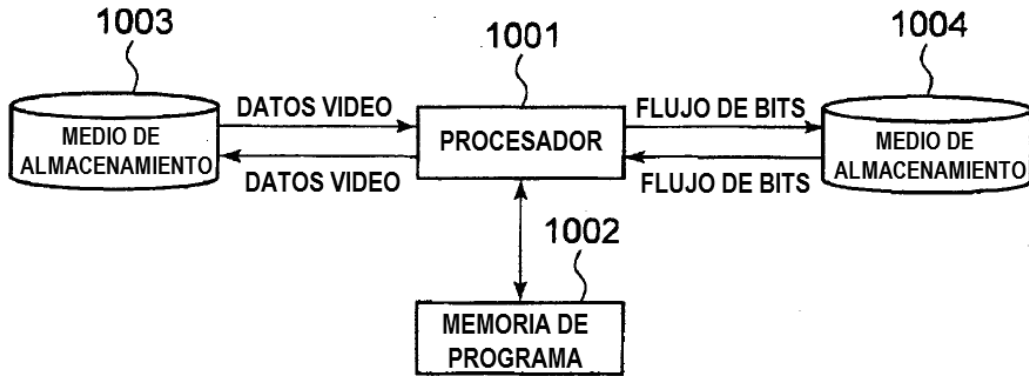 1003
1001
1004
DATOS VIDEO
FLUJO DE BITS
MEDIO DE
ALMACENAMIENTO
PROCESADOR
MEDIO DE
ALMACENAMIENTO
DATOS VIDEO
FLUJO DE BITS
1002
MEMORIA DE
PROGRAMA